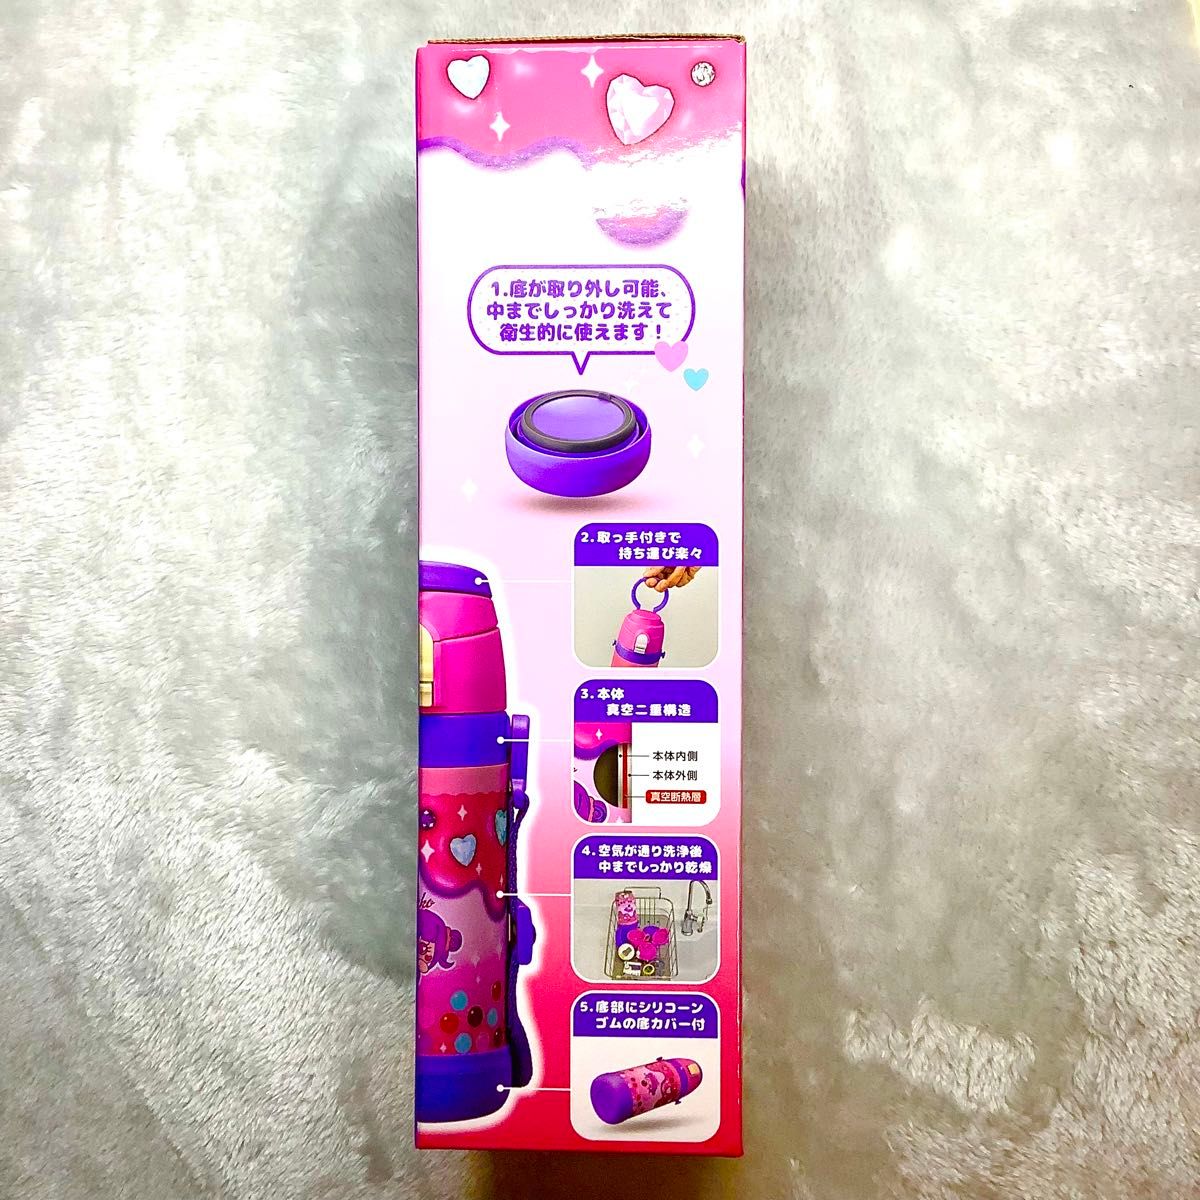 1.底が取り外し可能、
中までしっかり洗えて
衛生的に使えます！
2.取っ手付きで
持ち運び楽々
3.本体
真空二重構造
本体内側
本体外側
真空断熱層
4.空気が通り洗浄後
中までしっかり乾燥
5.底部にシリコーン
ゴムの底カバー付